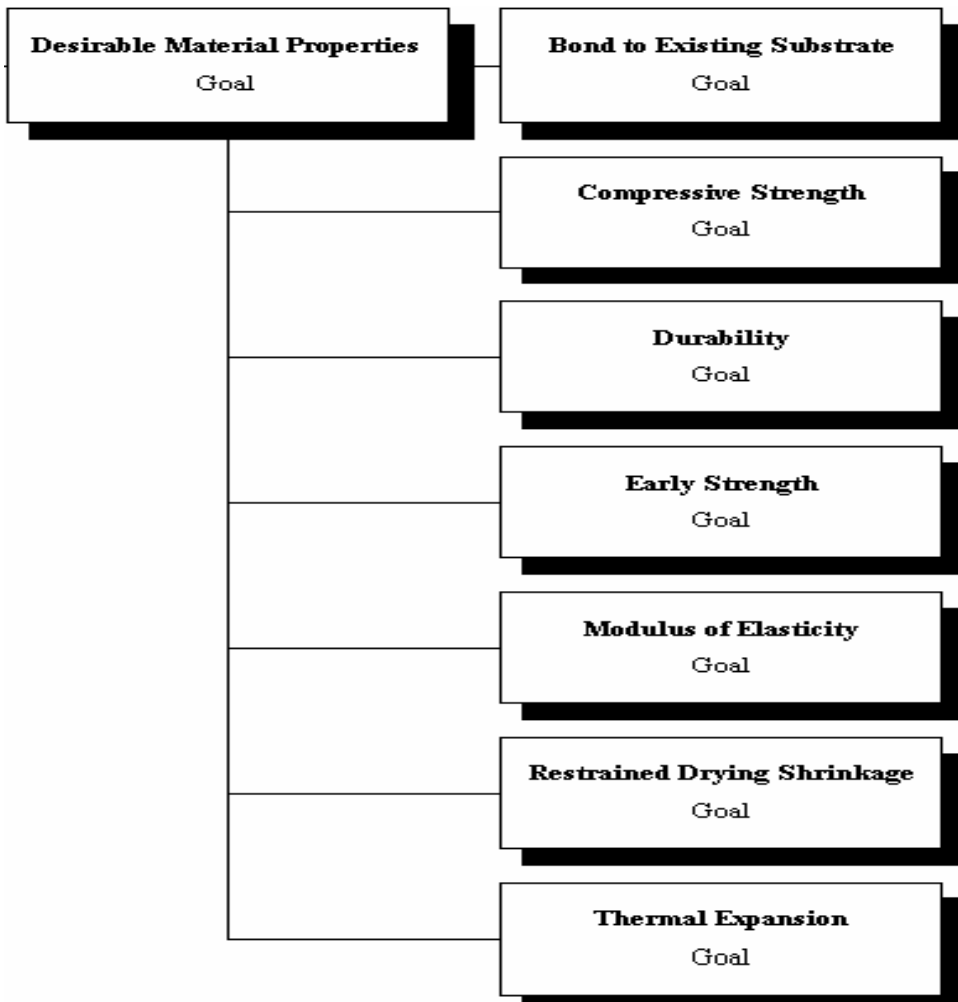 Desirable Material Properties
Goal
Bond to Existing Substrate
Goal
Compressive Strength
Goal
Durability
Goal
Early Strength
Goal
Modulus of Elasticity
Goal
Restrained Drying Shrinkage
Goal
Thermal Expansion
Goal